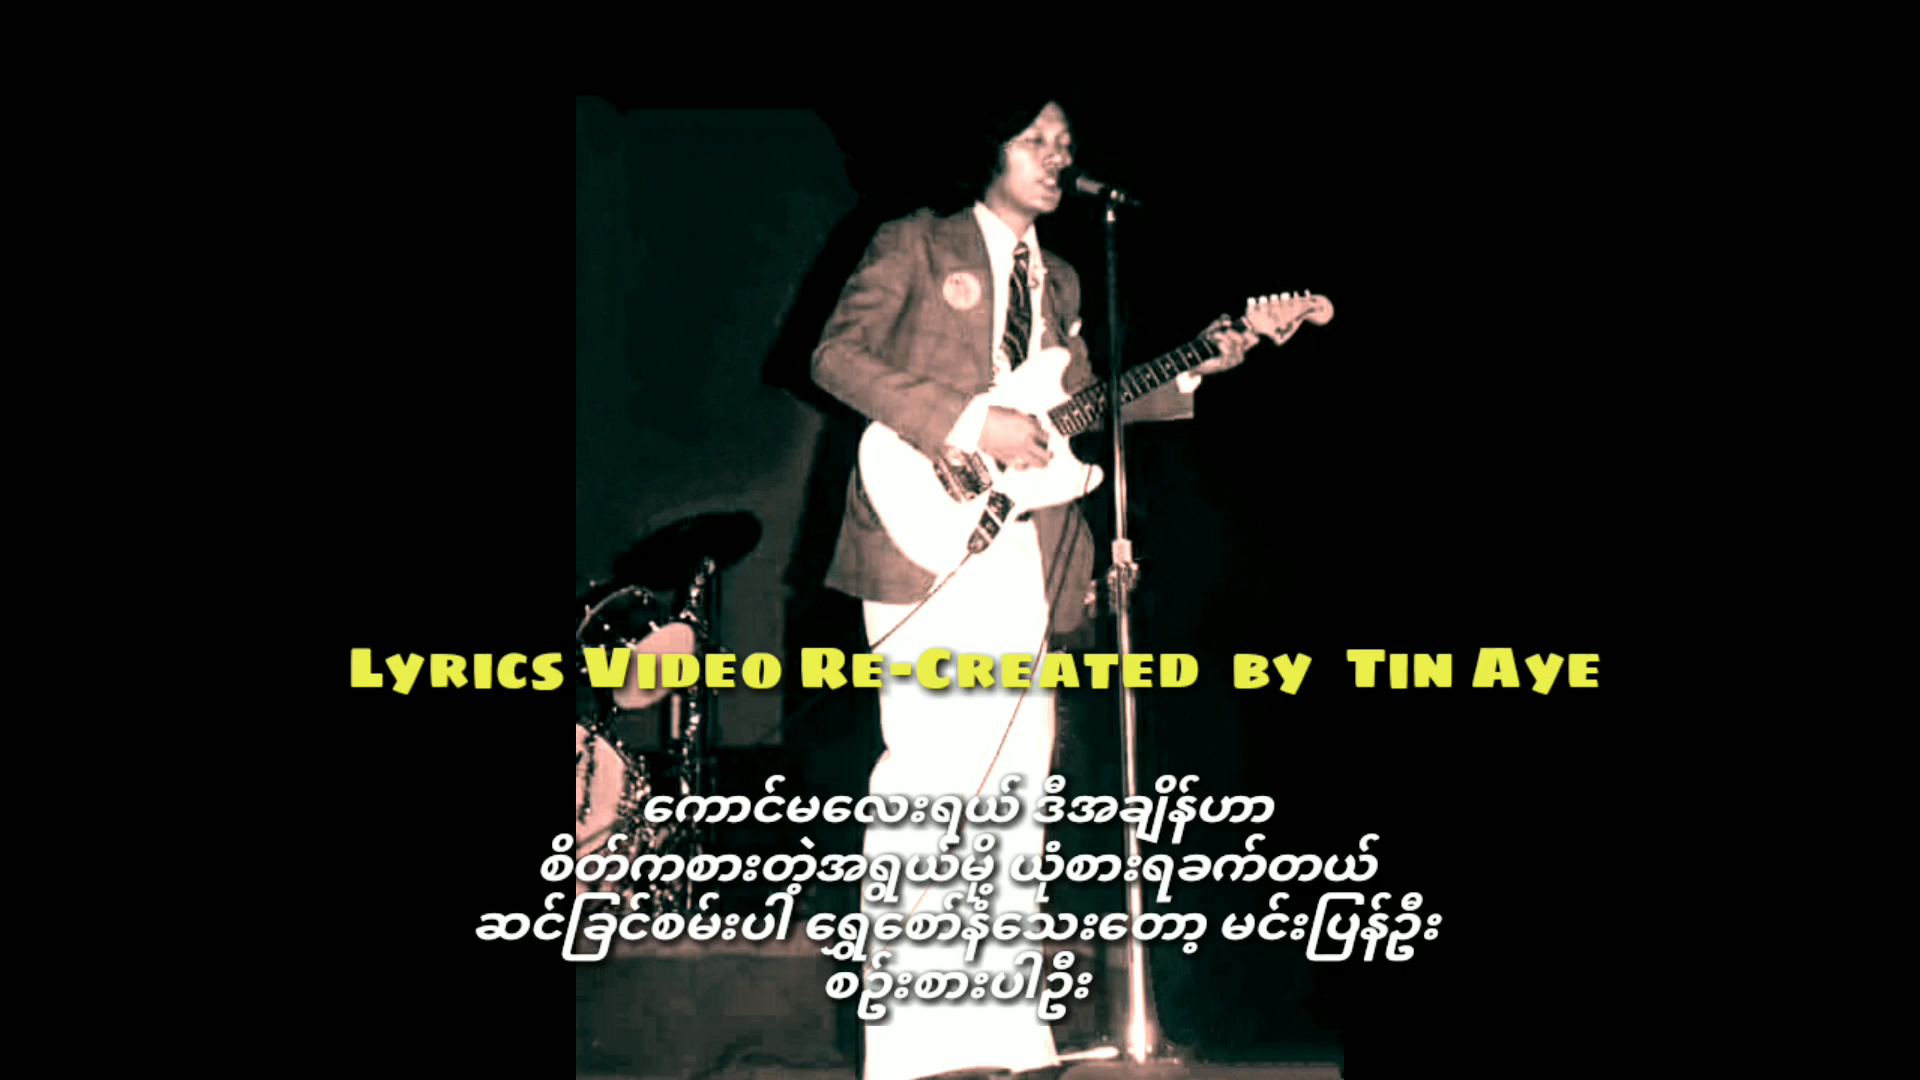 Lyrics Video Re-Created by Tin Aye
ကောင်မလေးရယ် ဒီအချိန်ဟာ
စိတ်ကစားတဲ့အရွယ်မို့ ယုံစားရခက်တယ်
ဆင်ခြင်စမ်းပါ ရွှေစော်နံသေးတော့ မင်းပြန်ဦး
စဉ်းစားပါဦး